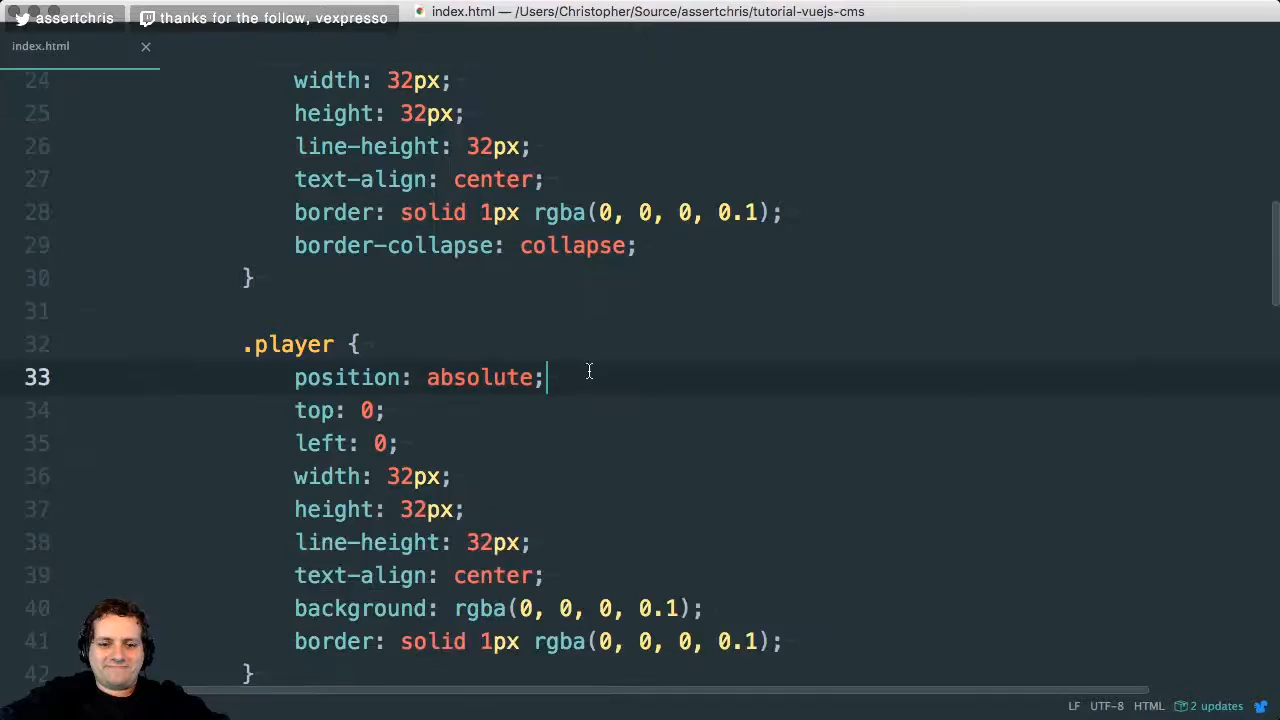 assertchris thanks for the follow, vexpresso index.html — /Users/Christopher/Source/assertchris/tutorial-vuejs-cms
index.html
24 width: 32px;
25 height: 32px;
26 line-height: 32px;
27 text-align: center;
28 border: solid 1px rgba(0, 0, 0, 0.1);
29 border-collapse: collapse;
30 }
31
32 .player {
33 position: absolute;
34 top: 0;
35 left: 0;
36 width: 32px;
37 height: 32px;
38 line-height: 32px;
39 text-align: center;
40 background: rgba(0, 0, 0, 0.1);
41 border: solid 1px rgba(0, 0, 0, 0.1);
42 }
LF UTF-8 HTML 2 updates